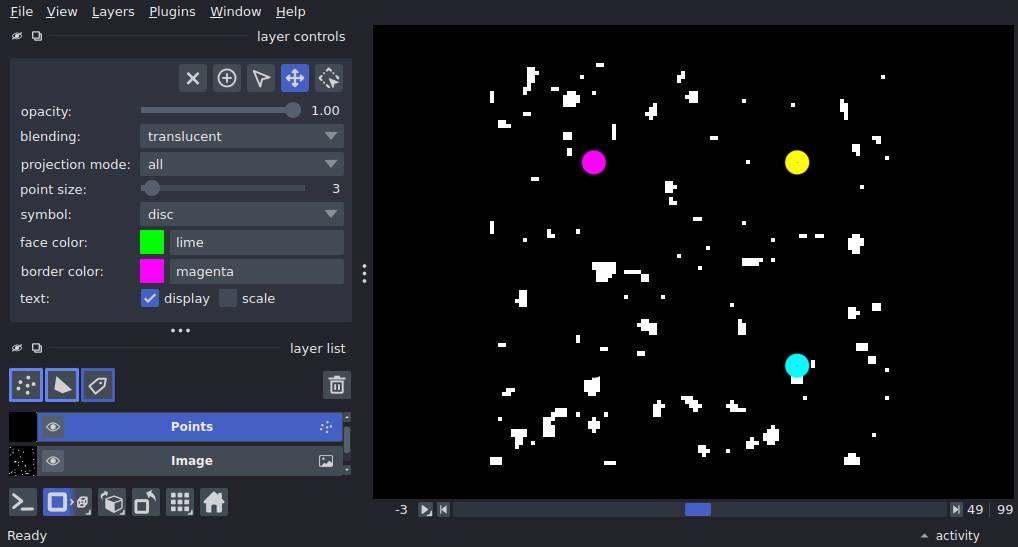 File View Layers Plugins Window Help
layer controls
opacity: 1.00
blending: translucent
projection mode: all
point size: 3
symbol: disc
face color: lime
border color: magenta
text: display scale
layer list
Points
Image
-3 49 99
Ready activity